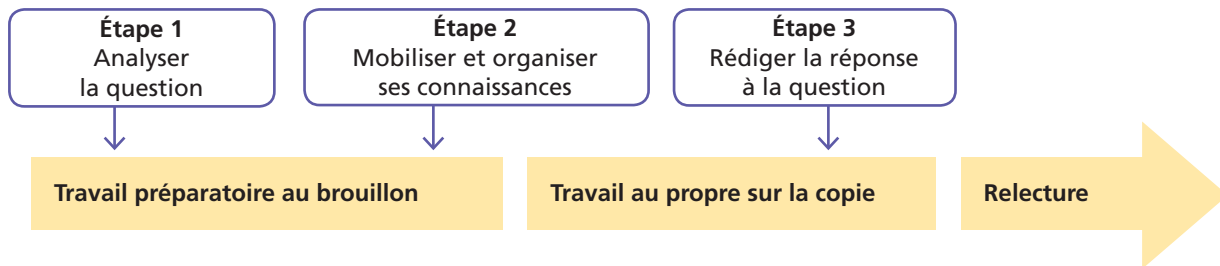 Étape 1
Analyser
la question
Étape 2
Mobiliser et organiser
ses connaissances
Étape 3
Rédiger la réponse
à la question
Travail préparatoire au brouillon
Travail au propre sur la copie
Relecture